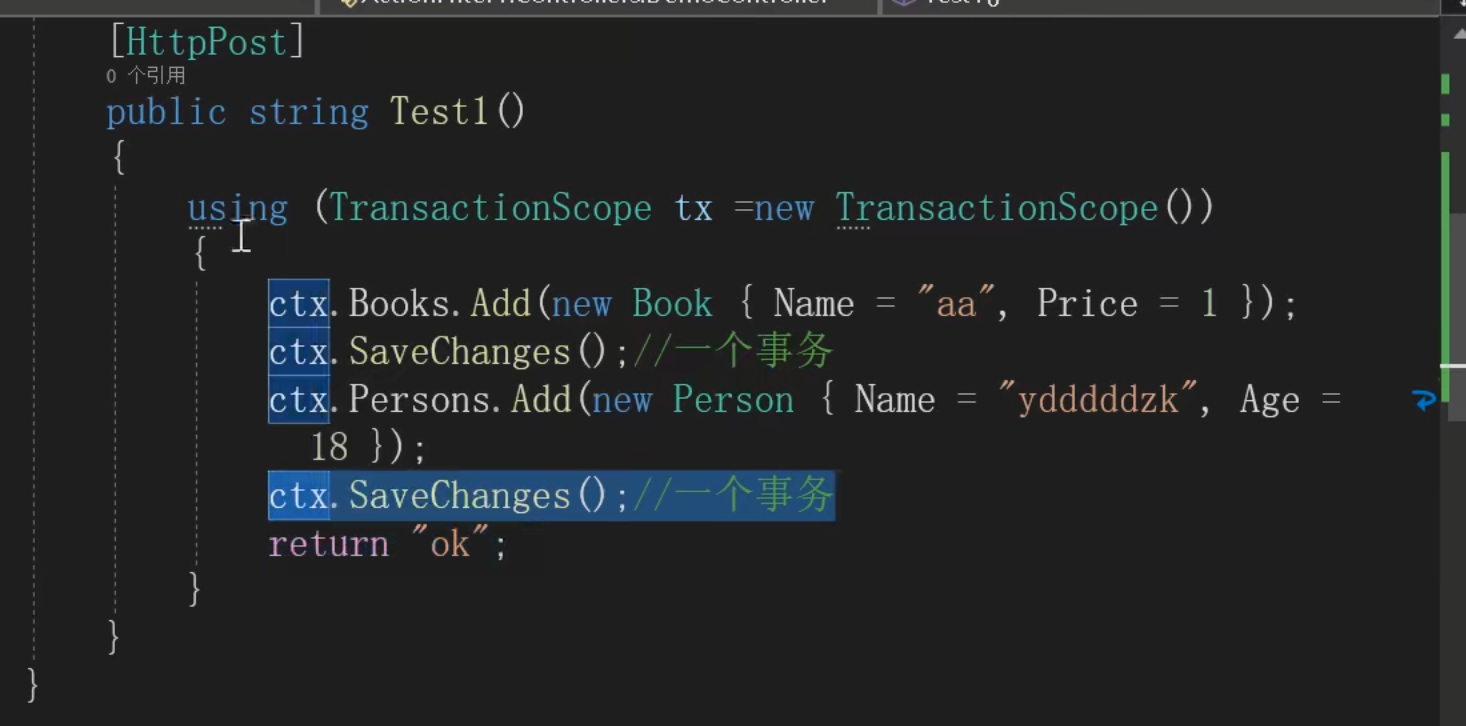 [HttpPost]
0 个引用
public string Test1()
{
using (TransactionScope tx =new TransactionScope())
{
ctx.Books.Add(new Book { Name = "aa", Price = 1 });
ctx.SaveChanges();//一个事务
ctx.Persons.Add(new Person { Name = "ydddddzk", Age =
18 });
ctx.SaveChanges();//一个事务
return "ok";
}
}
}